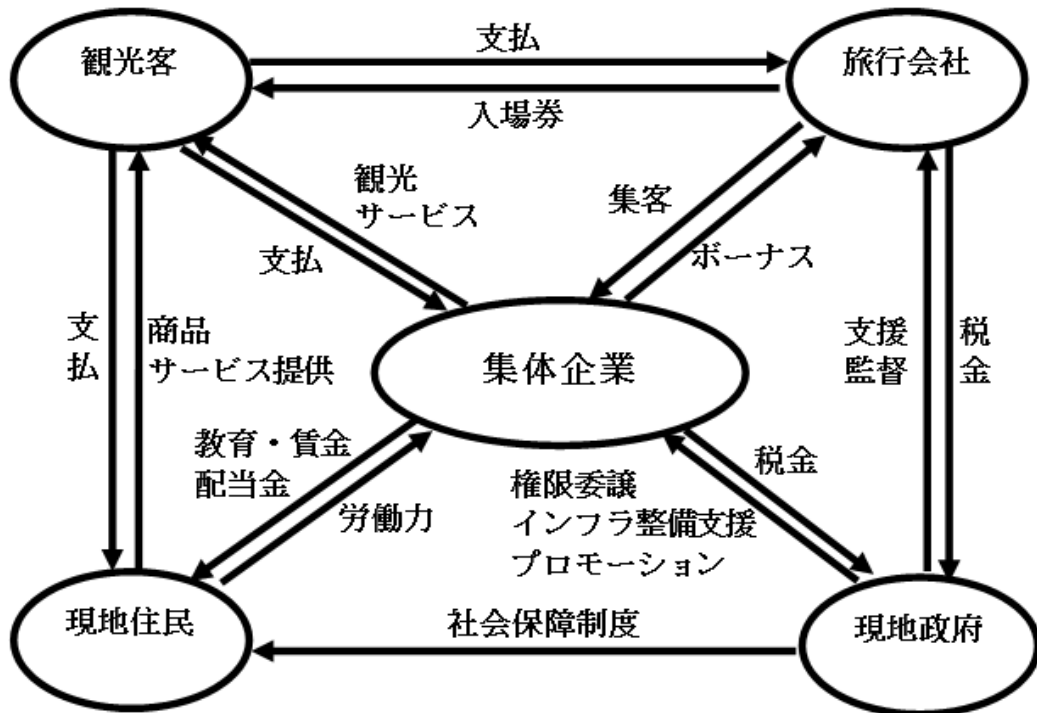 観光客
支払
旅行会社
入場券
観光
サービス
支払
集客
ボーナス
支
払
商品
サービス提供
集体企業
支援
監督
税
金
教育・賃金
配当金
労働力
権限委譲
インフラ整備支援
プロモーション
税金
現地住民
社会保障制度
現地政府